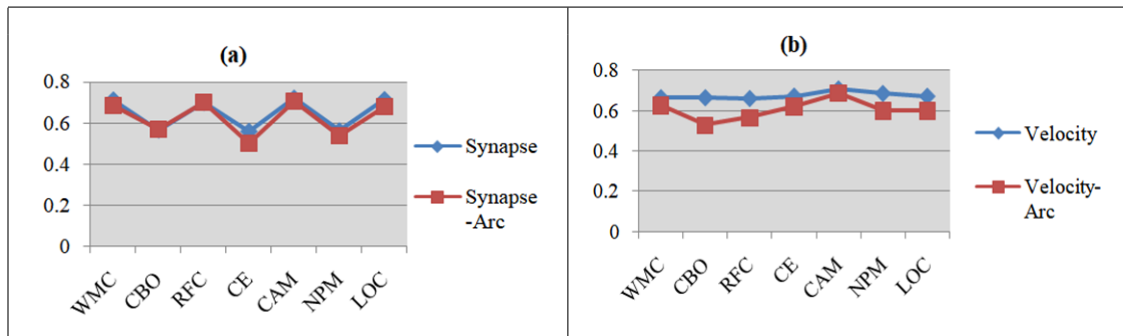 (a)
0.8
0.6
0.4
0.2
0
WMC
CBO
RFC
CE
CAM
NPM
LOC
Synapse
Synapse
-Arc
(b)
0.8
0.6
0.4
0.2
0
WMC
CBO
RFC
CE
CAM
NPM
LOC
Velocity
Velocity-
Arc